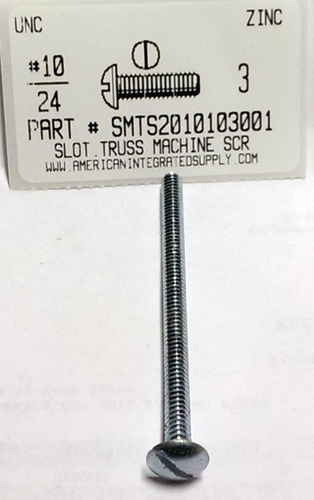 UNC ZINC
#10
24
3
PART # SMTS2010103001
SLOT.TRUSS MACHINE SCR
WWW.AMERICANINTEGRATEDSUPPLY.COM